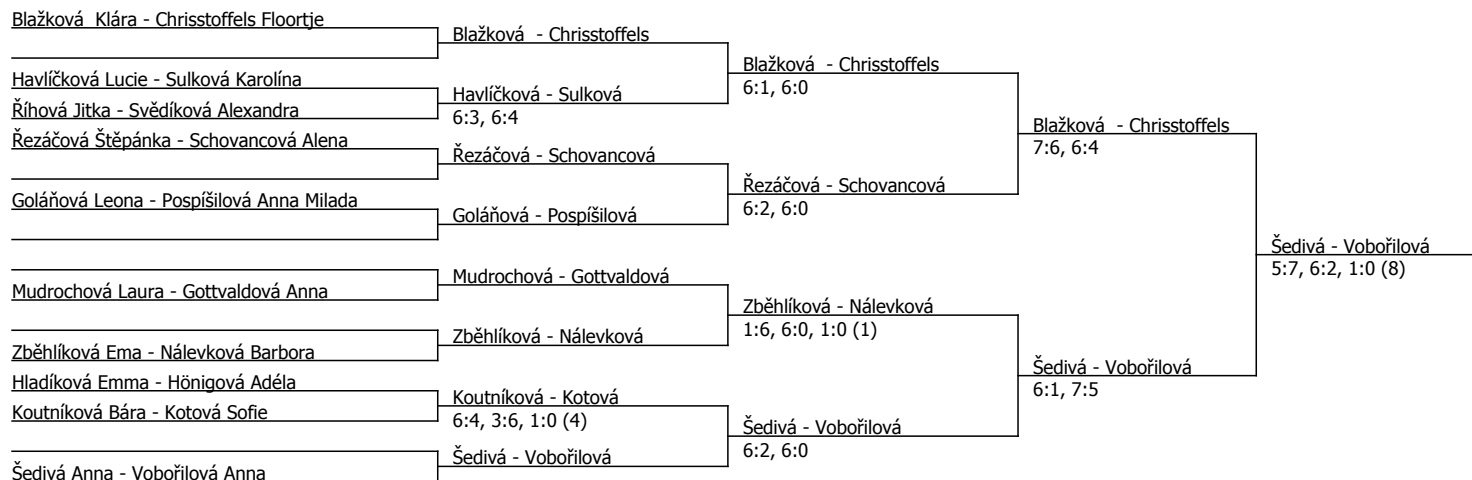 Blažková  Klára - Chrisstoffels Floortje
Havlíčková Lucie - Sulková Karolína
Říhová Jitka - Svědíková Alexandra
Řezáčová Štěpánka - Schovancová Alena
Goláňová Leona - Pospíšilová Anna Milada
Mudrochová Laura - Gottvaldová Anna
Zběhlíková Ema - Nálevková Barbora
Hladíková Emma - Hönigová Adéla
Koutníková Bára - Kotová Sofie
Šedivá Anna - Vobořilová Anna
Blažková  - Chrisstoffels
Havlíčková - Sulková
6:3, 6:4
Řezáčová - Schovancová
Goláňová - Pospíšilová
Mudrochová - Gottvaldová
Zběhlíková - Nálevková
Koutníková - Kotová
6:4, 3:6, 1:0 (4)
Šedivá - Vobořilová
Blažková  - Chrisstoffels
6:1, 6:0
Řezáčová - Schovancová
6:2, 6:0
Zběhlíková - Nálevková
1:6, 6:0, 1:0 (1)
Šedivá - Vobořilová
6:2, 6:0
Blažková  - Chrisstoffels
7:6, 6:4
Šedivá - Vobořilová
6:1, 7:5
Šedivá - Vobořilová
5:7, 6:2, 1:0 (8)